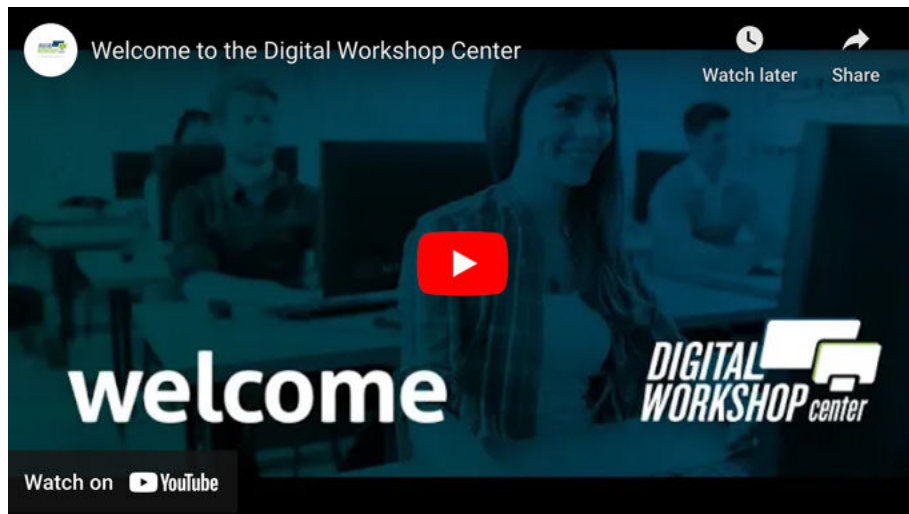 Welcome to the Digital Workshop Center
Watch later
Share
welcome
DIGITAL
WORKSHOP center
Watch on YouTube